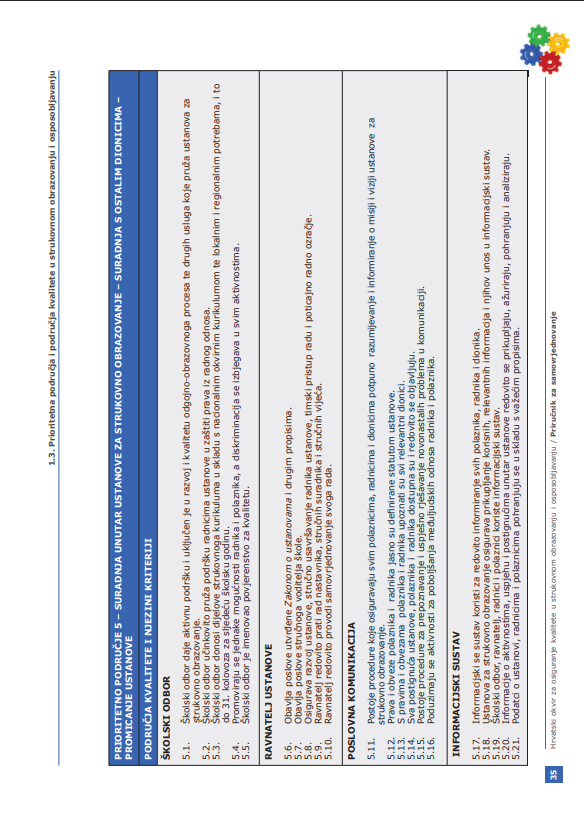 1.3. Prioritetna područja i područja kvalitete u strukovnom obrazovanju i osposobljavanju
PRIORITETNO PODRUČJE 5 – SURADNJA UNUTAR USTANOVE ZA STRUKOVNO OBRAZOVANJE – SURADNJA S OSTALIM DIONICIMA –
PROMICANJE USTANOVE
PODRUČJA KVALITETE I NJEZINI KRITERIJI
ŠKOLSKI ODBOR
5.1. Školski odbor daje aktivnu podršku i uključen je u razvoj i kvalitetu odgojno-obrazovnoga procesa te drugih usluga koje pruža ustanova za
strukovno obrazovanje.
5.2. Školski odbor učinkovito pruža podršku radnicima ustanove u zaštiti prava iz radnog odnosa.
5.3. Školski odbor donosi dijelove strukovnoga kurikuluma u skladu s nacionalnim okvirnim kurikulumom te lokalnim i regionalnim potrebama, i to
do 31. kolovoza za sljedeću školsku godinu.
5.4. Promoviraju se jednake mogućnosti radnika i polaznika, a diskriminacija se izbjegava u svim aktivnostima.
5.5. Školski odbor je imenovao povjerenstvo za kvalitetu.
RAVNATELJ USTANOVE
5.6. Obavlja poslove utvrđene Zakonom o ustanovama i drugim propisima.
5.7. Obavlja poslove stručnoga voditelja škole.
5.8. Osigurava razvoj ustanove, stručno usavršavanje radnika ustanove, timski pristup radu i poticajno radno ozračje.
5.9. Ravnatelj redovito prati rad nastavnika, stručnih suradnika i stručnih vijeća.
5.10. Ravnatelj redovito provodi samovrjednovanje svoga rada.
POSLOVNA KOMUNIKACIJA
5.11. Postoje procedure koje osiguravaju svim polaznicima, radnicima i dionicima potpuno razumijevanje i informiranje o misiji i viziji ustanove za
strukovno obrazovanje.
5.12. Prava i obveze polaznika i radnika jasno su definirane statutom ustanove.
5.13. S pravima i obvezama polaznika i radnika upoznati su svi relevantni dionici.
5.14. Sva postignuća ustanove, polaznika i radnika dostupna su i redovito se objavljuju.
5.15. Postoje procedure za prepoznavanje i uspješno rješavanje novonastalih problema u komunikaciji.
5.16. Poduzimaju se aktivnosti za poboljšanja međuljudskih odnosa radnika i polaznika.
INFORMACIJSKI SUSTAV
5.17. Informacijski se sustav koristi za redovito informiranje svih polaznika, radnika i dionika.
5.18. Ustanova za strukovno obrazovanje osigurava prikupljanje korisnih, relevantnih informacija i njihov unos u informacijski sustav.
5.19. Školski odbor, ravnatelj, radnici i polaznici koriste informacijski sustav.
5.20. Informacije o aktivnostima, uspjehu i postignućima unutar ustanove redovito se prikupljaju, ažuriraju, pohranjuju i analiziraju.
5.21. Podatci o ustanovi, radnicima i polaznicima pohranjuju se u skladu s važećim propisima.
35 Hrvatski okvir za osiguranje kvalitete u strukovnom obrazovanju i osposobljavanju / Priručnik za samovrjednovanje